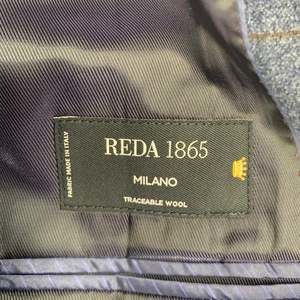 REDA 1865
MILANO
TRACEABLE WOOL
FABRIC MADE IN ITALY